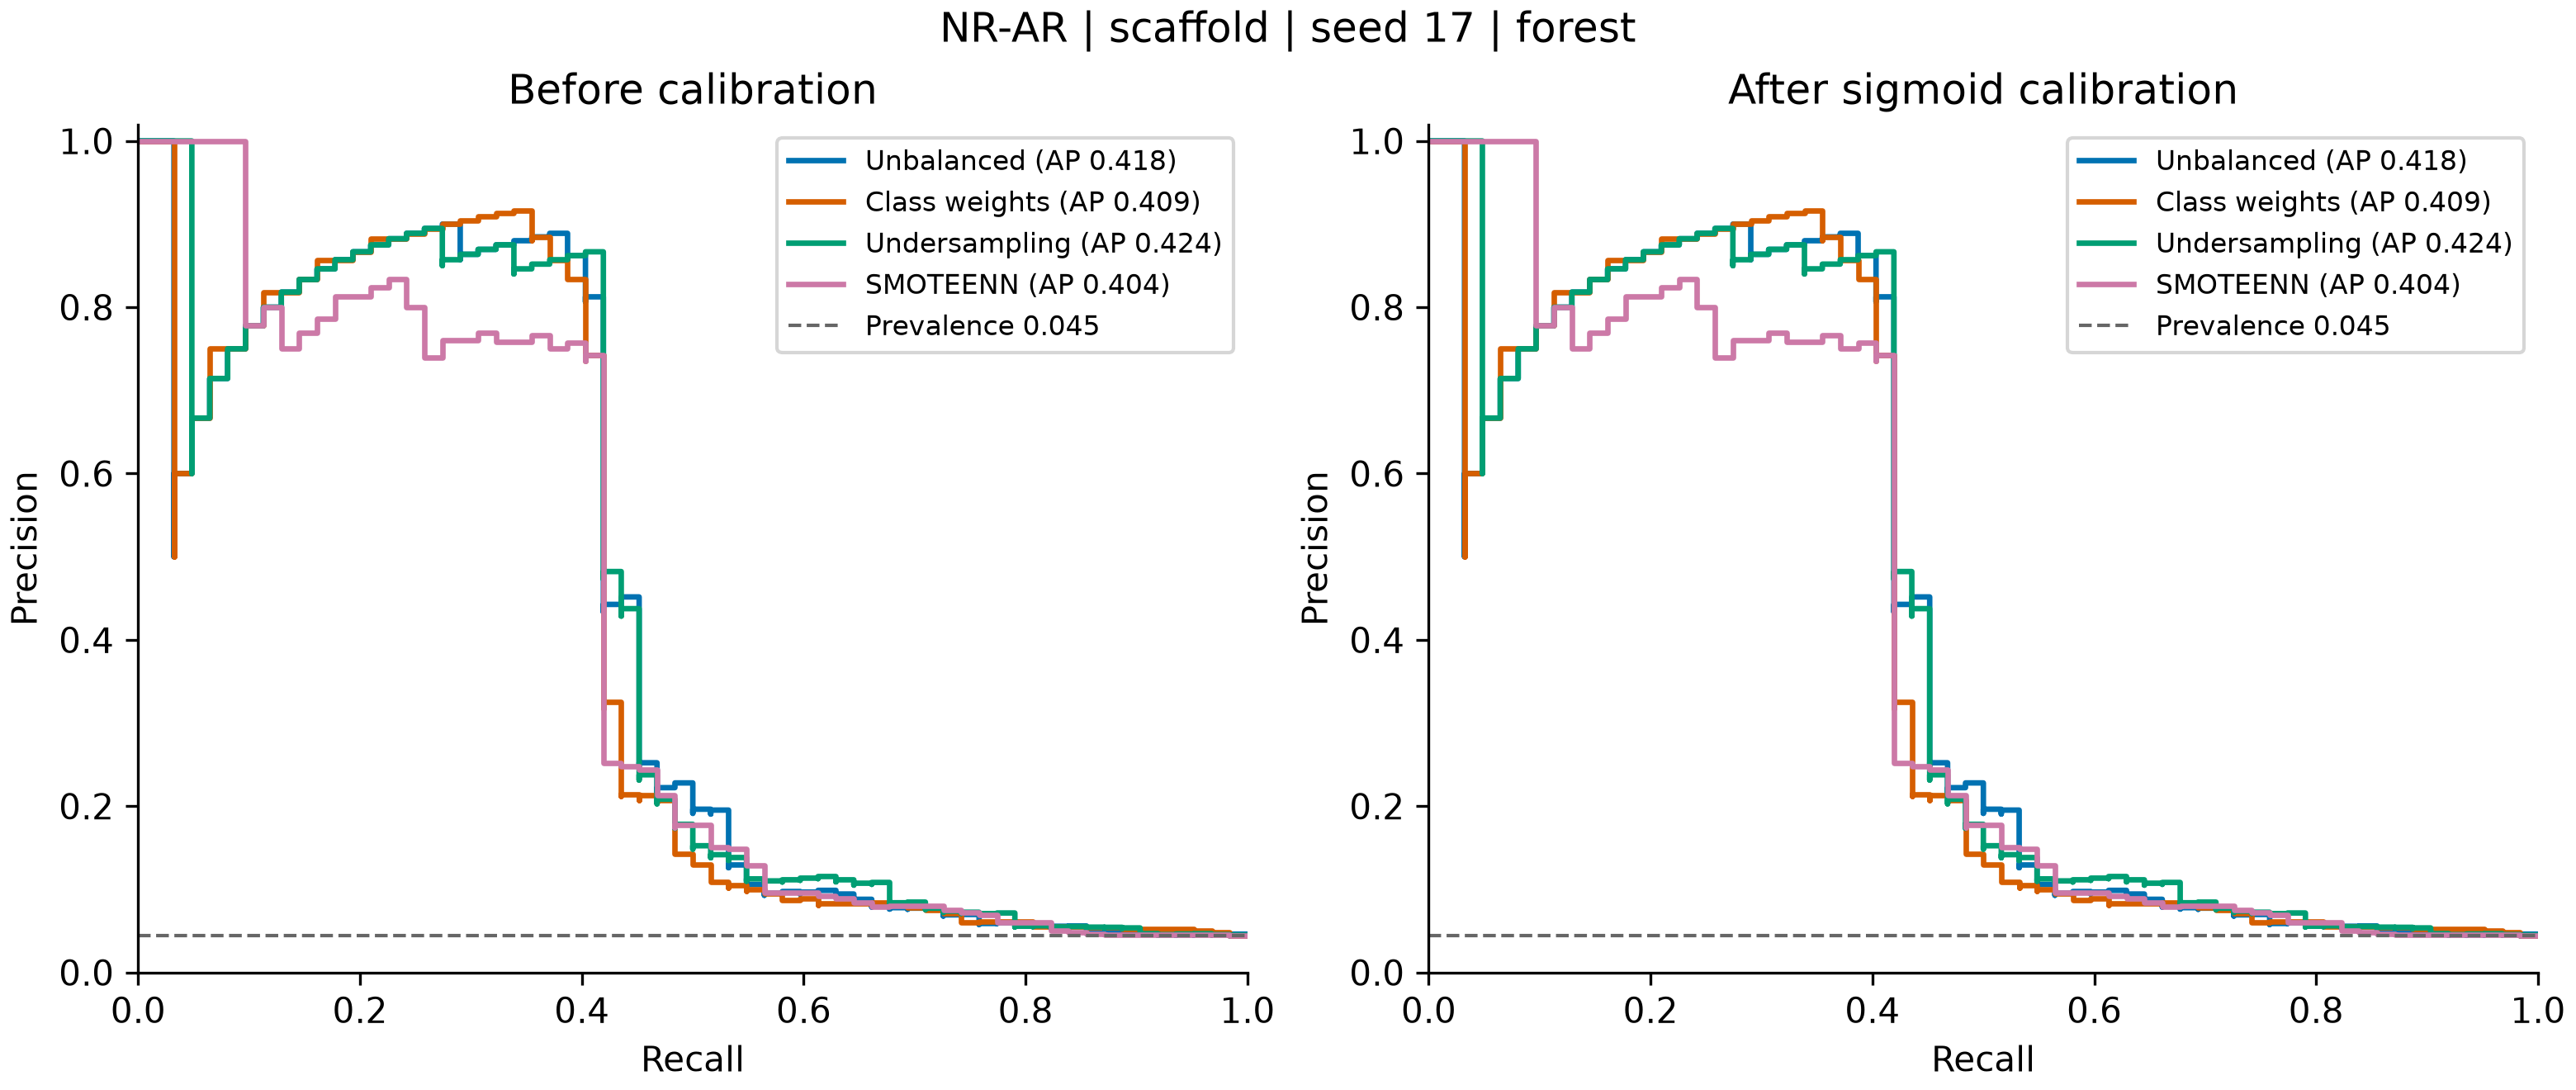 NR-AR | scaffold | seed 17 | forest
Before calibration
1.0
0.8
0.6
0.4
0.2
0.0
Precision
0.0 0.2 0.4 0.6 0.8 1.0
Recall
Unbalanced (AP 0.418)
Class weights (AP 0.409)
Undersampling (AP 0.424)
SMOTEENN (AP 0.404)
Prevalence 0.045
After sigmoid calibration
1.0
0.8
0.6
0.4
0.2
0.0
Precision
0.0 0.2 0.4 0.6 0.8 1.0
Recall
Unbalanced (AP 0.418)
Class weights (AP 0.409)
Undersampling (AP 0.424)
SMOTEENN (AP 0.404)
Prevalence 0.045